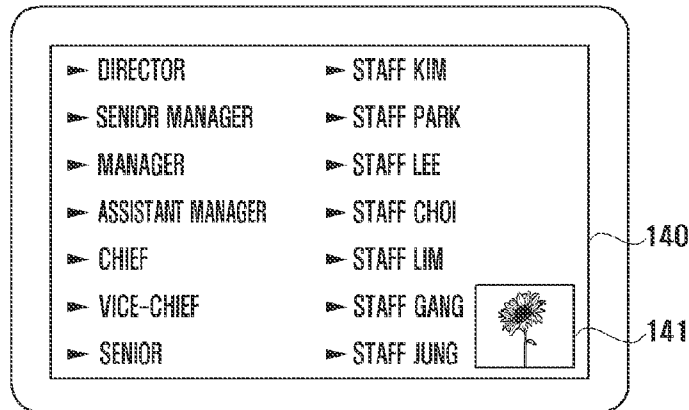 ► DIRECTOR
► SENIOR MANAGER
► MANAGER
► ASSISTANT MANAGER
► CHIEF
► VICE-CHIEF
► SENIOR
► STAFF KIM
► STAFF PARK
► STAFF LEE
► STAFF CHOI
► STAFF LIM
► STAFF GANG
► STAFF JUNG
140
141